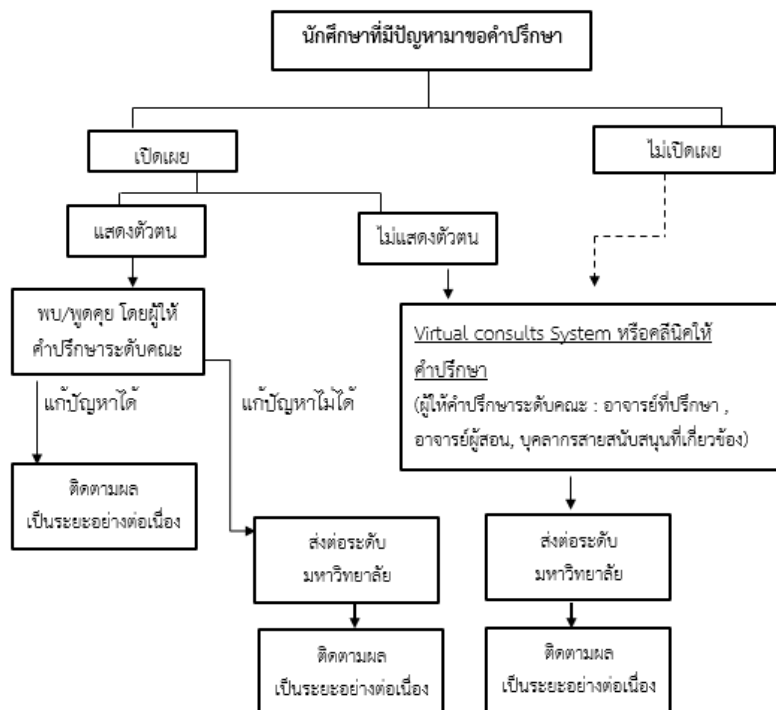 นักศึกษาที่มีปัญหามาขอคำปรึกษา
เปิดเผย
ไม่เปิดเผย
แสดงตัวตน
ไม่แสดงตัวตน
พบ/พูดคุย โดยผู้ให้
คำปรึกษาระดับคณะ
Virtual consults System หรือคลีนิคให้
คำปรึกษา
(ผู้ให้คำปรึกษาระดับคณะ : อาจารย์ที่ปรึกษา ,
อาจารย์ผู้สอน, บุคลากรสายสนับสนุนที่เกี่ยวข้อง)
แก้ปัญหาได้
แก้ปัญหาไม่ได้
ติดตามผล
เป็นระยะอย่างต่อเนื่อง
ส่งต่อระดับ
มหาวิทยาลัย
ส่งต่อระดับ
มหาวิทยาลัย
ติดตามผล
เป็นระยะอย่างต่อเนื่อง
ติดตามผล
เป็นระยะอย่างต่อเนื่อง